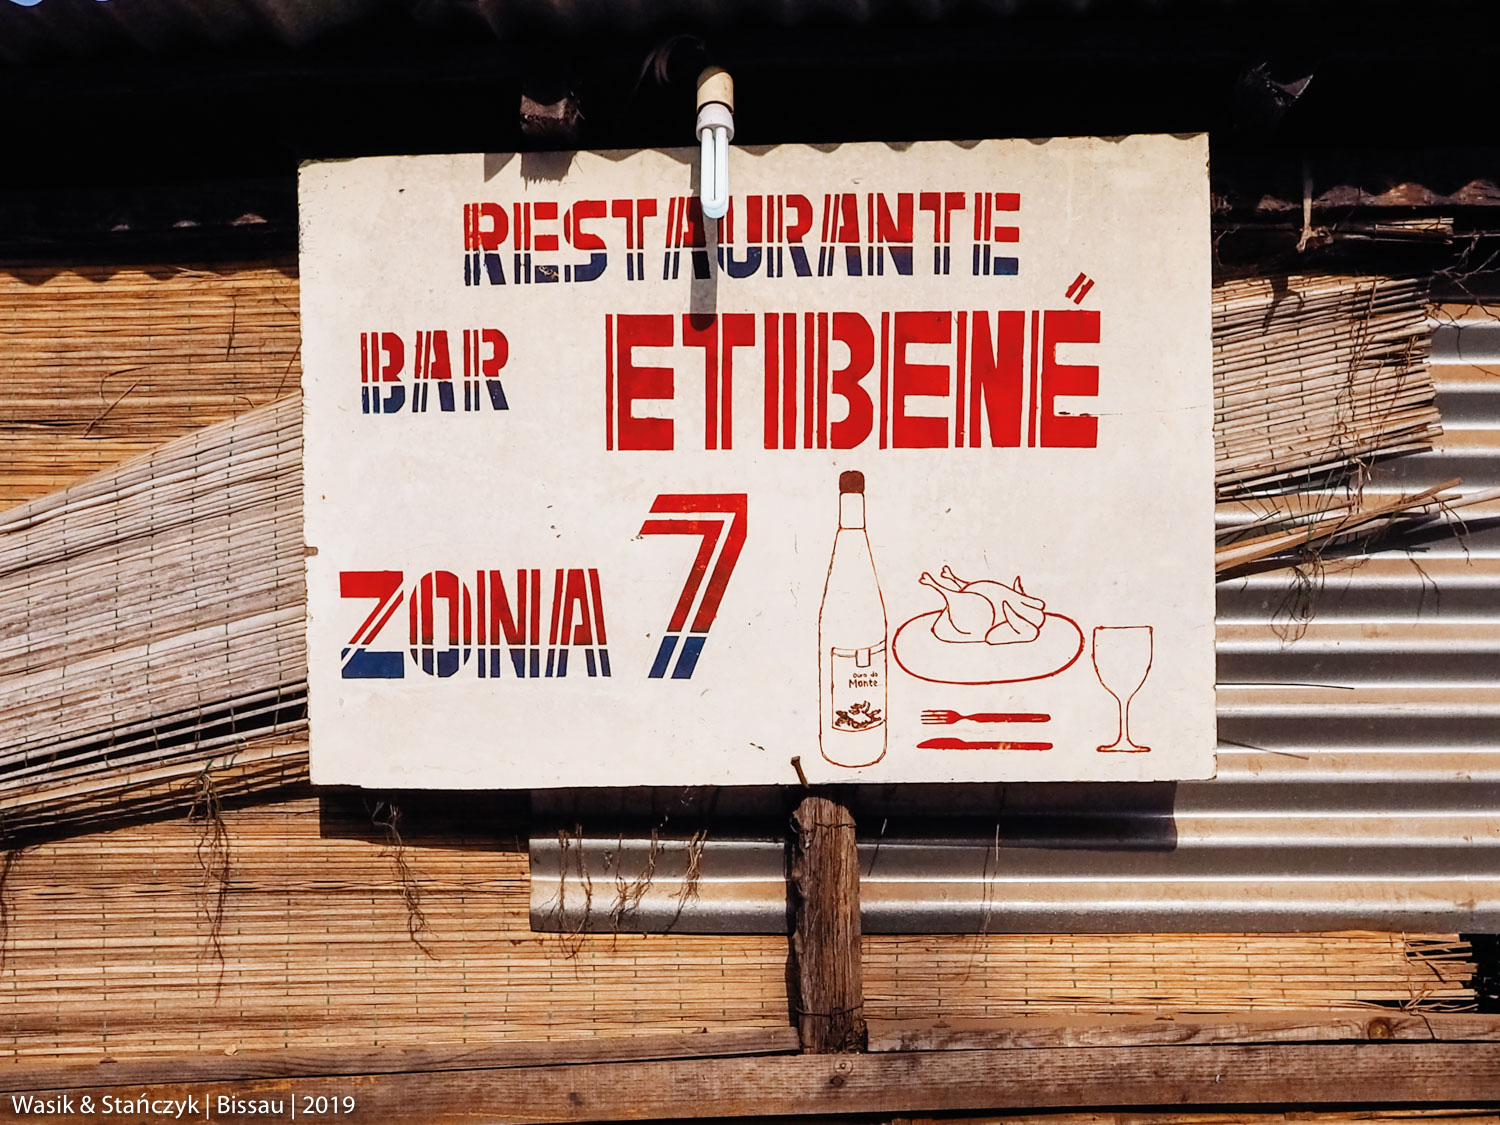 RESTAURANTE
BAR ETIBENÉ
ZONA 7
Ouro do
Monte
Wasik & Stańczyk | Bissau | 2019